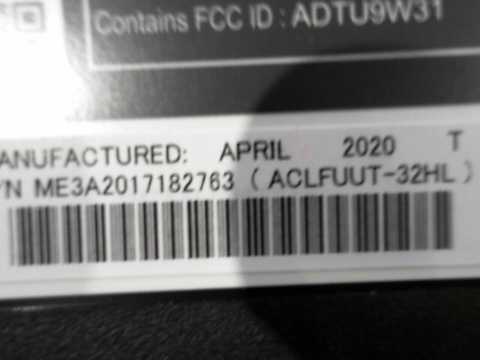 Contains FCC ID : ADTU9W31
ANUFACTURED: APRIL 2020 T
/N ME3A2017182763 ( ACLFUUT-32HL )